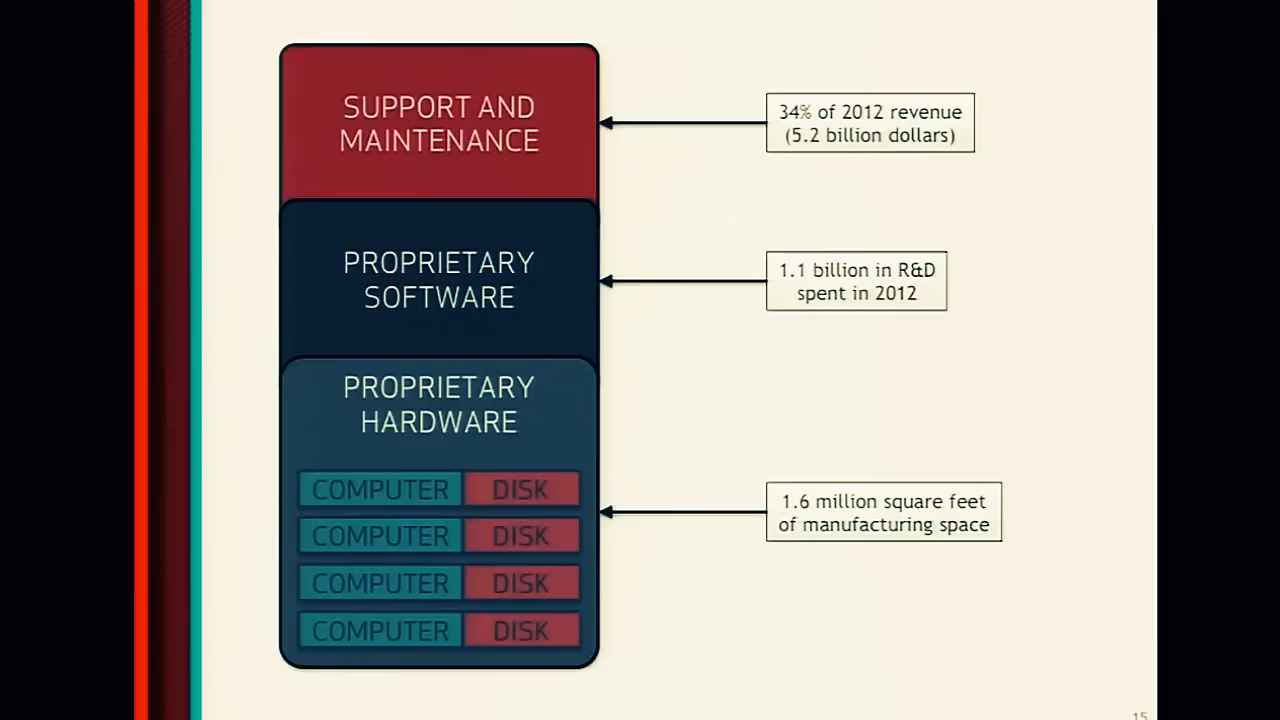 SUPPORT AND
MAINTENANCE
34% of 2012 revenue
(5.2 billion dollars)
PROPRIETARY
SOFTWARE
1.1 billion in R&D
spent in 2012
PROPRIETARY
HARDWARE
COMPUTER DISK
COMPUTER DISK
COMPUTER DISK
COMPUTER DISK
1.6 million square feet
of manufacturing space
15